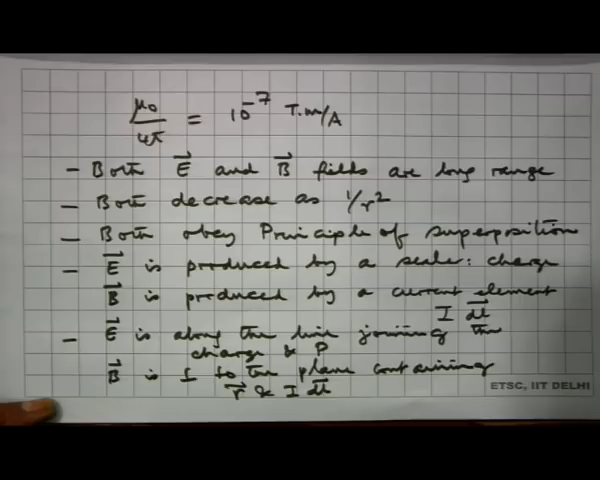 μ₀/4π = 10⁻⁷ T.m/A
- Both E⃗ and B⃗ fields are long range
- Both decrease as 1/r²
- Both obey Principle of superposition
- E⃗ is produced by a scalar: charge
B⃗ is produced by a current element
I dl⃗
- E⃗ is along the line joining the
charge & P
B⃗ is ⊥ to the plane containing
r⃗ & I dl⃗
ETSC, IIT DELHI